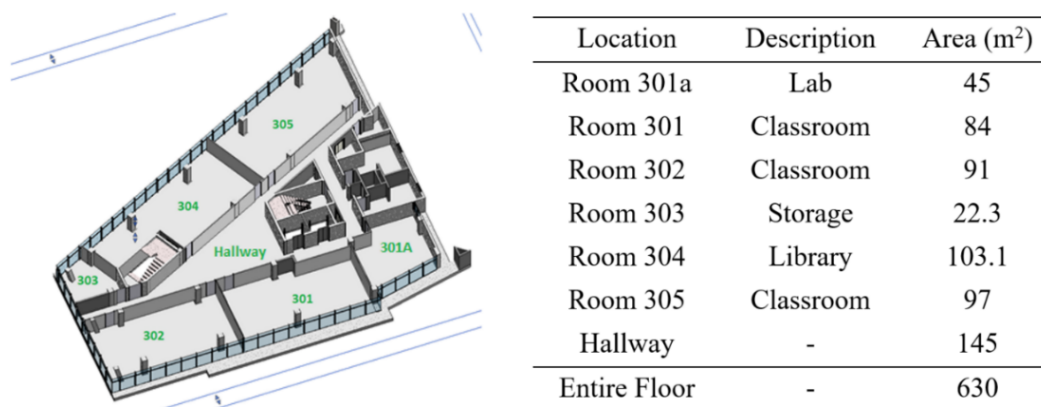 305
304
Hallway
301A
303
301
302
Location Description Area (m²)
Room 301a Lab 45
Room 301 Classroom 84
Room 302 Classroom 91
Room 303 Storage 22.3
Room 304 Library 103.1
Room 305 Classroom 97
Hallway - 145
Entire Floor - 630